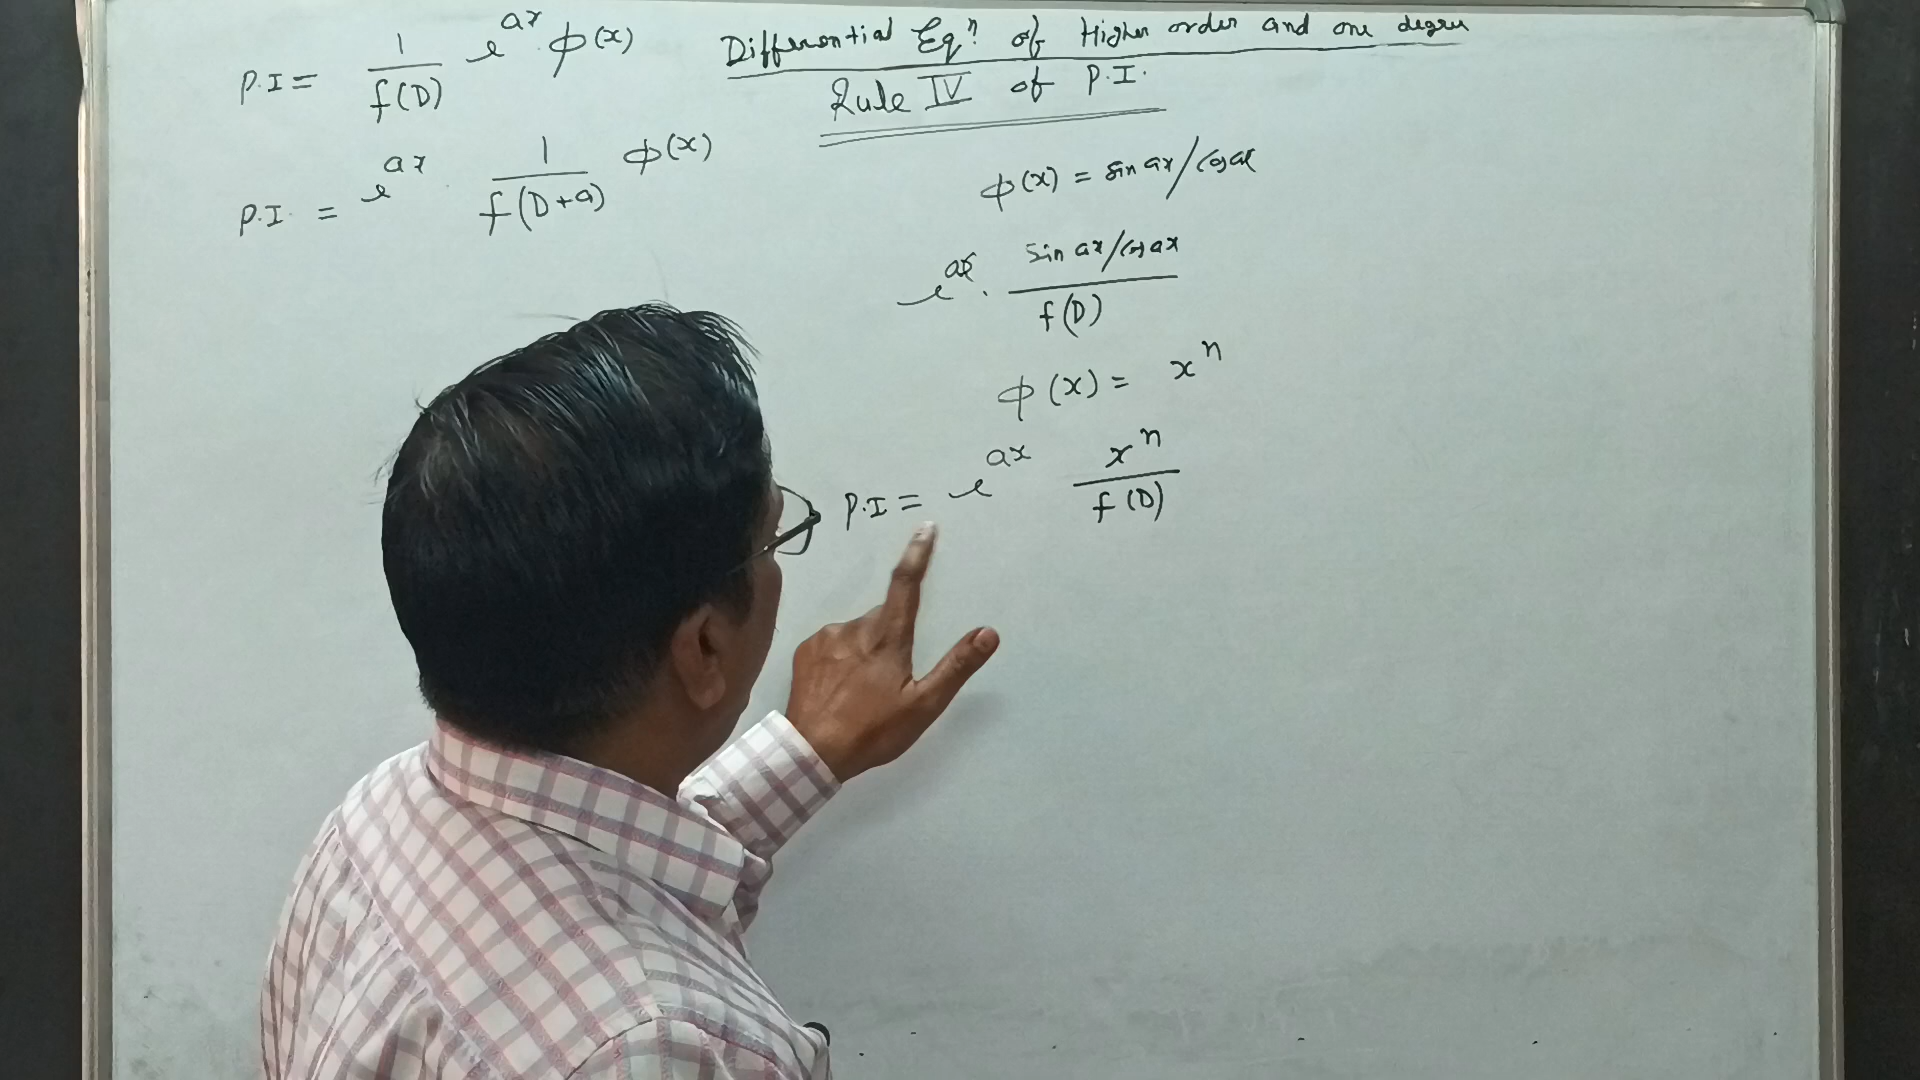 Differential Eqⁿ. of Higher order and one degree
Rule IV of P.I.
P.I = 1/f(D) e^ax . φ(x)
P.I. = e^ax . 1/f(D+a) φ(x)
φ(x) = sin ax / cos ax
e^ax . sin ax / cos ax
f(D)
φ(x) = x^n
P.I = e^ax x^n/f(D)